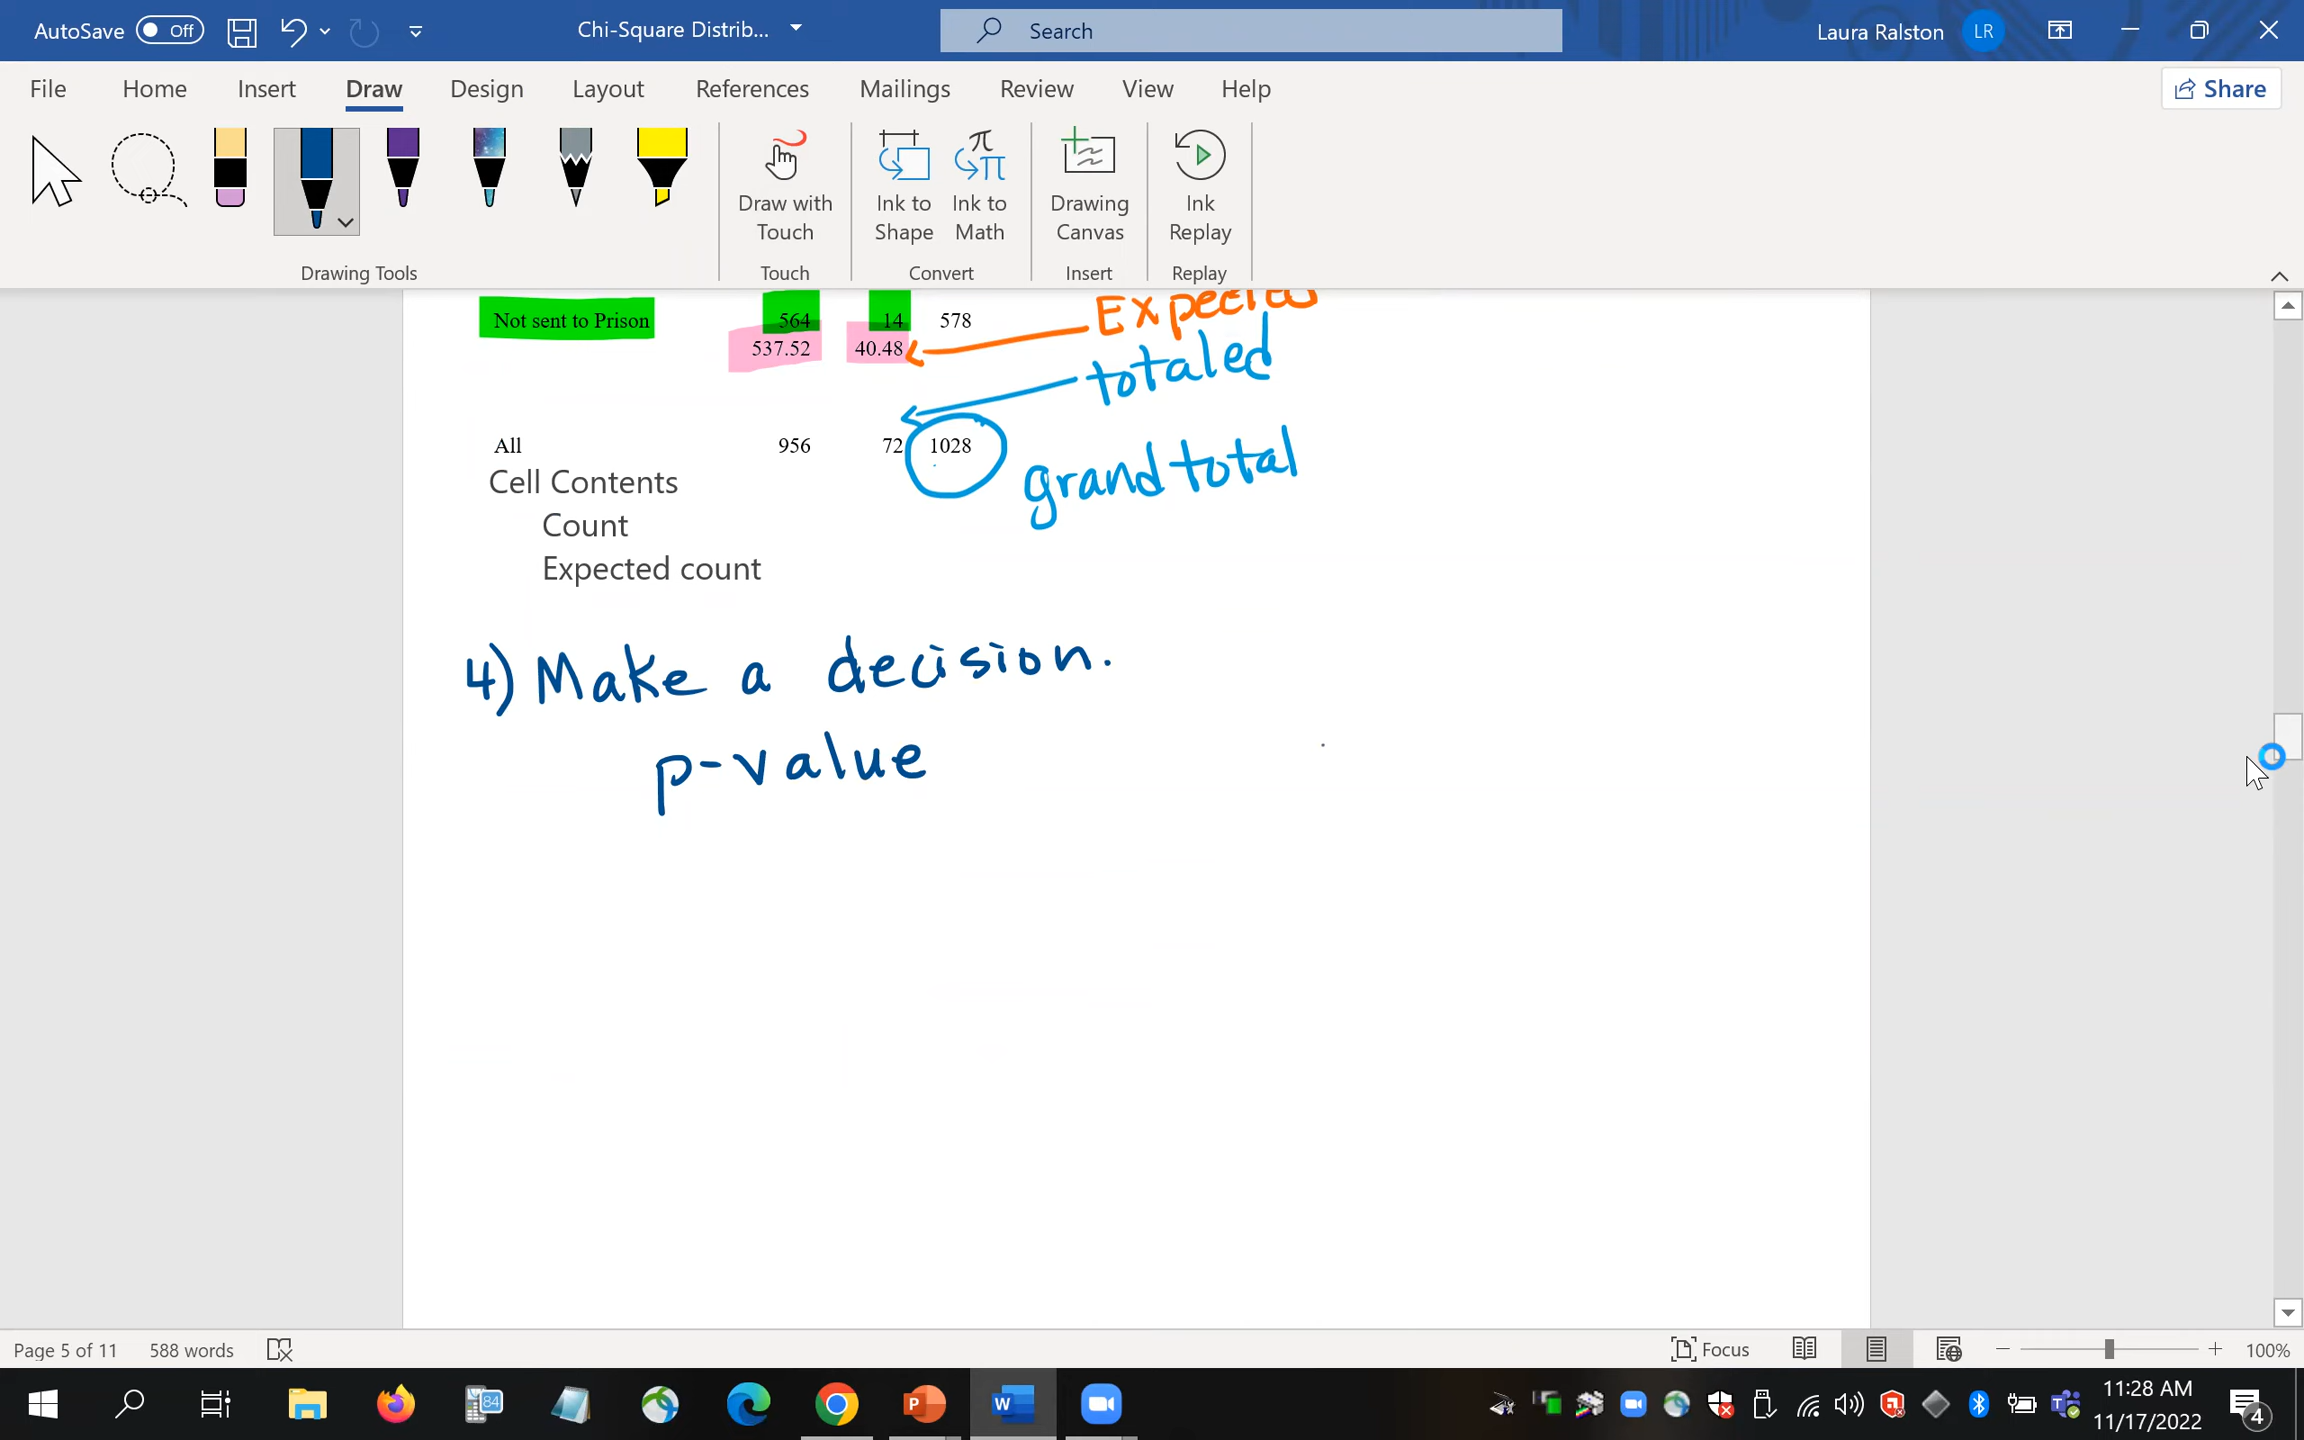 AutoSave Off Chi-Square Distrib... Search Laura Ralston LR
File Home Insert Draw Design Layout References Mailings Review View Help Share
Draw with Touch Ink to Shape Ink to Math Drawing Canvas Ink Replay
Drawing Tools Touch Convert Insert Replay
Not sent to Prison 564 14 578
537.52 40.48
Expected
totaled
All 956 72 1028
grand total
Cell Contents
Count
Expected count
4) Make a decision.
p-value
Page 5 of 11 588 words Focus 100%
84 P W 11:28 AM
11/17/2022 4